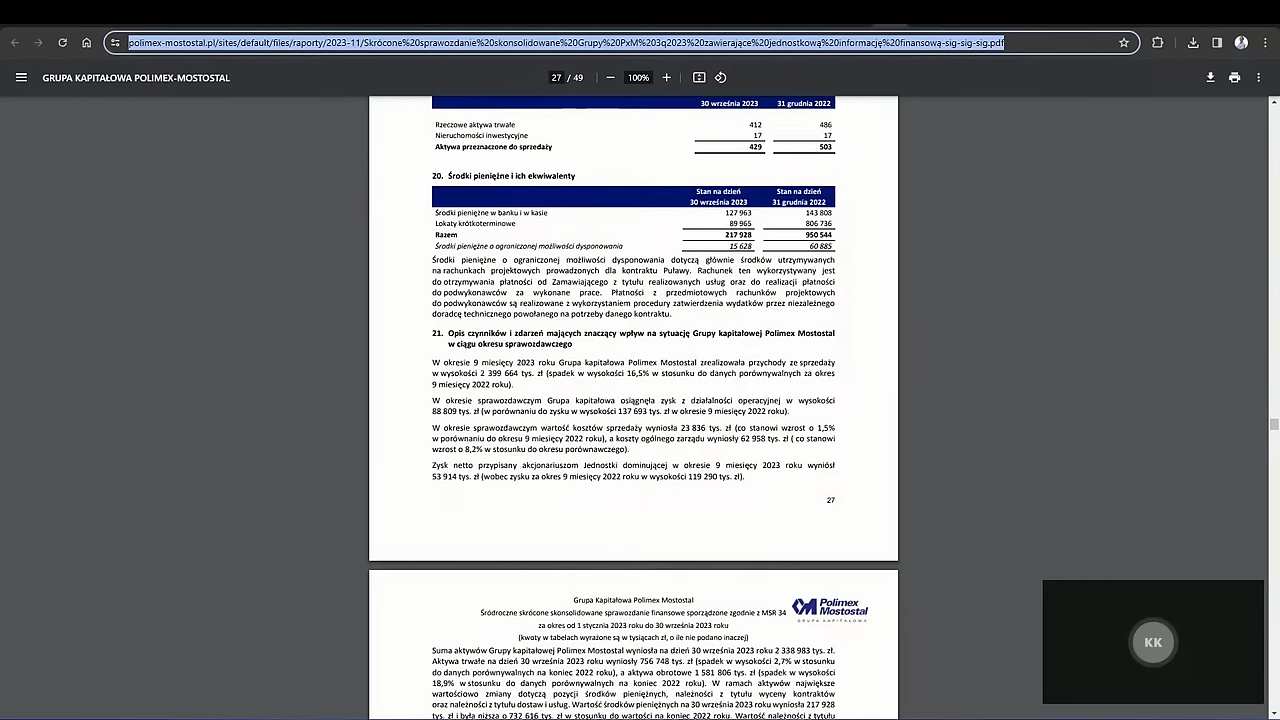 polimex-mostostal.pl/sites/default/files/raporty/2023-11/Skrócone%20sprawozdanie%20skonsolidowane%20Grupy%20PxM%203q2023%20zawierające%20jednostkową%20informację%20finansową-sig-sig-sig.pdf
GRUPA KAPITAŁOWA POLIMEX-MOSTOSTAL 27 / 49 100%
30 września 2023 31 grudnia 2022
Rzeczowe aktywa trwałe 412 486
Nieruchomości inwestycyjne 17 17
Aktywa przeznaczone do sprzedaży 429 503
20. Środki pieniężne i ich ekwiwalenty
Stan na dzień Stan na dzień
30 września 2023 31 grudnia 2022
Środki pieniężne w banku i w kasie 127 963 143 808
Lokaty krótkoterminowe 89 965 806 736
Razem 217 928 950 544
Środki pieniężne o ograniczonej możliwości dysponowania 15 628 60 885
Środki pieniężne o ograniczonej możliwości dysponowania dotyczą głównie środków utrzymywanych
na rachunkach projektowych prowadzonych dla kontraktu Puławy. Rachunek ten wykorzystywany jest
do otrzymywania płatności od Zamawiającego z tytułu realizowanych usług oraz do realizacji płatności
do podwykonawców za wykonane prace. Płatności z przedmiotowych rachunków projektowych
do podwykonawców są realizowane z wykorzystaniem procedury zatwierdzenia wydatków przez niezależnego
doradcę technicznego powołanego na potrzeby danego kontraktu.
21. Opis czynników i zdarzeń mających znaczący wpływ na sytuację Grupy kapitałowej Polimex Mostostal
w ciągu okresu sprawozdawczego
W okresie 9 miesięcy 2023 roku Grupa kapitałowa Polimex Mostostal zrealizowała przychody ze sprzedaży
w wysokości 2 399 664 tys. zł (spadek w wysokości 16,5% w stosunku do danych porównywalnych za okres
9 miesięcy 2022 roku).
W okresie sprawozdawczym Grupa kapitałowa osiągnęła zysk z działalności operacyjnej w wysokości
88 809 tys. zł (w porównaniu do zysku w wysokości 137 693 tys. zł w okresie 9 miesięcy 2022 roku).
W okresie sprawozdawczym wartość kosztów sprzedaży wyniosła 23 836 tys. zł (co stanowi wzrost o 1,5%
w porównaniu do okresu 9 miesięcy 2022 roku), a koszty ogólnego zarządu wyniosły 62 958 tys. zł ( co stanowi
wzrost o 8,2% w stosunku do okresu porównawczego).
Zysk netto przypisany akcjonariuszom Jednostki dominującej w okresie 9 miesięcy 2023 roku wyniósł
53 914 tys. zł (wobec zysku za okres 9 miesięcy 2022 roku w wysokości 119 290 tys. zł).
27
Grupa Kapitałowa Polimex Mostostal
Śródroczne skrócone skonsolidowane sprawozdanie finansowe sporządzone zgodnie z MSR 34
za okres od 1 stycznia 2023 roku do 30 września 2023 roku
(kwoty w tabelach wyrażone są w tysiącach zł, o ile nie podano inaczej)
Polimex
Mostostal
GRUPA KAPITAŁOWA
Suma aktywów Grupy kapitałowej Polimex Mostostal wyniosła na dzień 30 września 2023 roku 2 338 983 tys. zł.
Aktywa trwałe na dzień 30 września 2023 roku wyniosły 756 748 tys. zł (spadek w wysokości 2,7% w stosunku
do danych porównywalnych na koniec 2022 roku), a aktywa obrotowe 1 581 806 tys. zł (spadek w wysokości
18,9% w stosunku do danych porównywalnych na koniec 2022 roku). W ramach aktywów największe
wartościowo zmiany dotyczą pozycji środków pieniężnych, należności z tytułu wyceny kontraktów
oraz należności z tytułu dostaw i usług. Wartość środków pieniężnych na 30 września 2023 roku wyniosła 217 928
tys. zł i była niższa o 732 616 tys. zł w stosunku do wartości na koniec 2022 roku. Wartość należności z tytułu
KK